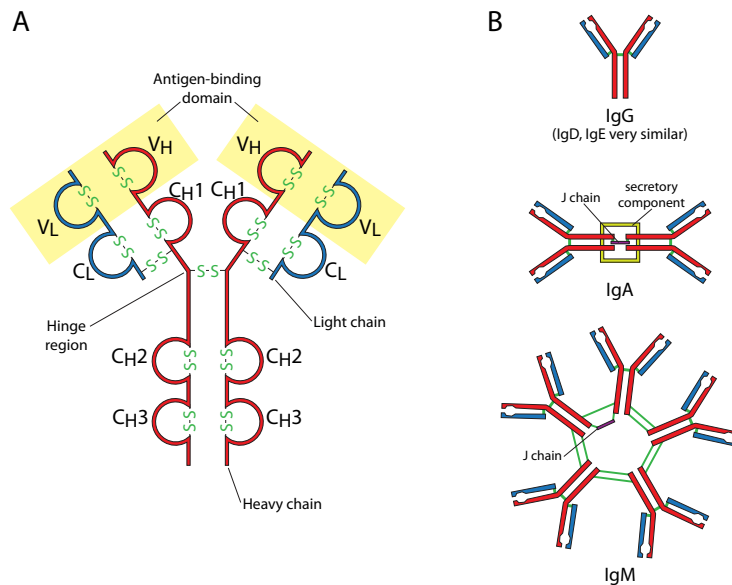 A
Antigen-binding
domain
VH
VH
CH1
CH1
VL
VL
S-S
S-S
S-S
S-S
S-S
S-S
S-S
S-S
CL
CL
S-S
S-S
S-S
Hinge
region
Light chain
CH2
S-S
S-S
CH2
CH3
S-S
S-S
CH3
Heavy chain
B
IgG
(IgD, IgE very similar)
J chain
secretory
component
IgA
J chain
IgM